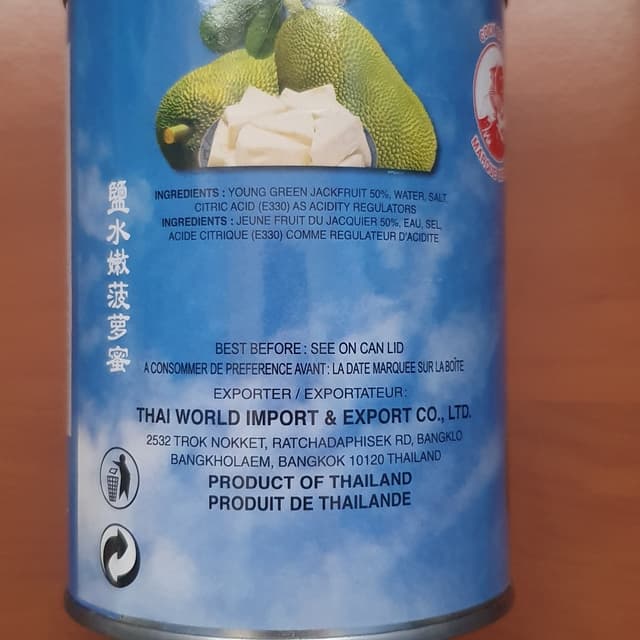 INGREDIENTS : YOUNG GREEN JACKFRUIT 50%, WATER, SALT,
CITRIC ACID (E330) AS ACIDITY REGULATORS
INGREDIENTS : JEUNE FRUIT DU JACQUIER 50%, EAU, SEL,
ACIDE CITRIQUE (E330) COMME REGULATEUR D'ACIDITE
鹽水嫩菠蘿蜜
BEST BEFORE : SEE ON CAN LID
A CONSOMMER DE PREFERENCE AVANT : LA DATE MARQUEE SUR LA BOÎTE
EXPORTER / EXPORTATEUR :
THAI WORLD IMPORT & EXPORT CO., LTD.
2532 TROK NOKKET, RATCHADAPHISEK RD, BANGKLO
BANGKHOLAEM, BANGKOK 10120 THAILAND
PRODUCT OF THAILAND
PRODUIT DE THAILANDE